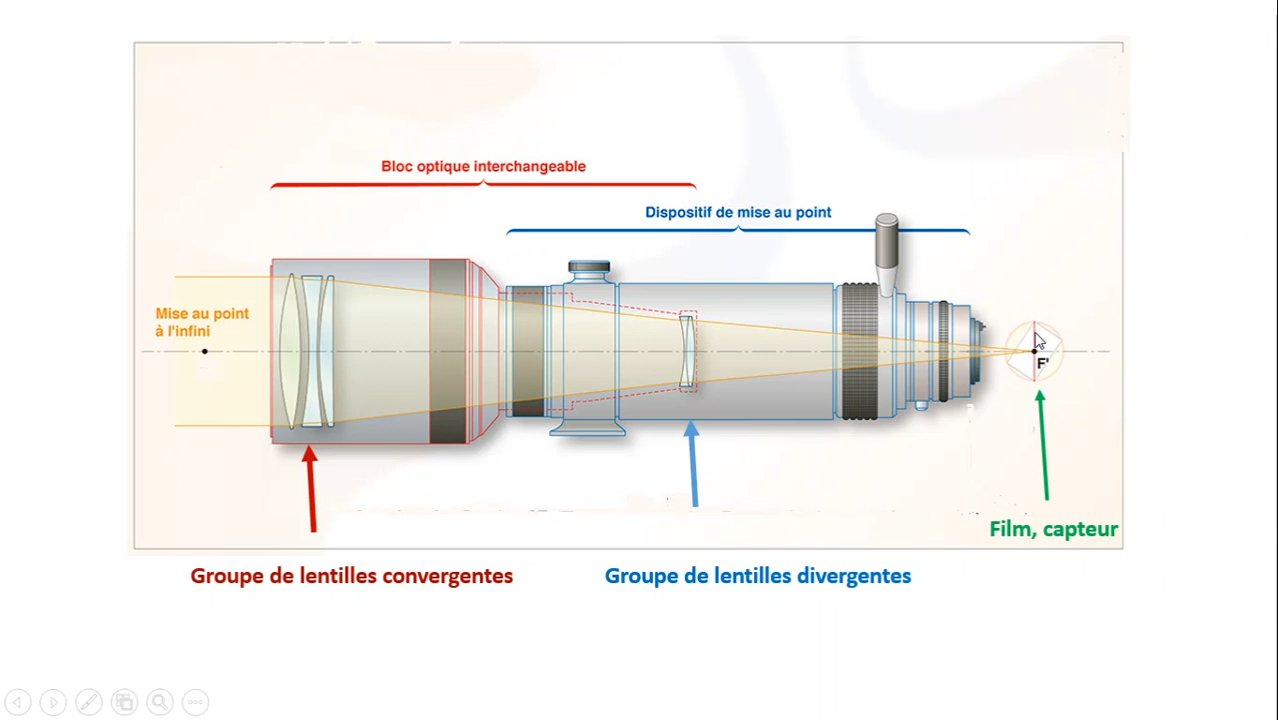 Bloc optique interchangeable
Dispositif de mise au point
Mise au point
à l'infini
F'
Film, capteur
Groupe de lentilles convergentes
Groupe de lentilles divergentes